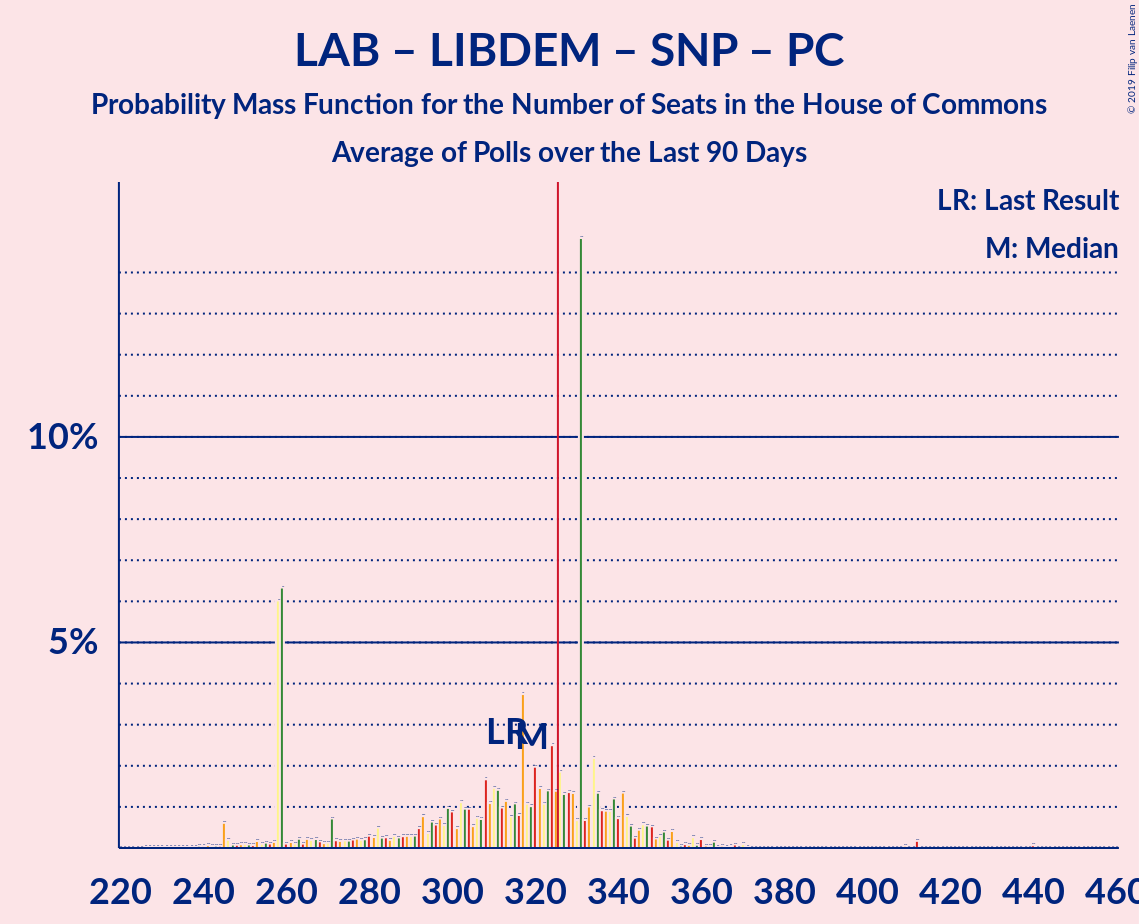 LAB – LIBDEM – SNP – PC
Probability Mass Function for the Number of Seats in the House of Commons
Average of Polls over the Last 90 Days
© 2019 Filip van Laenen
LR: Last Result
M: Median
10%
5%
LR
M
220 240 260 280 300 320 340 360 380 400 420 440 460